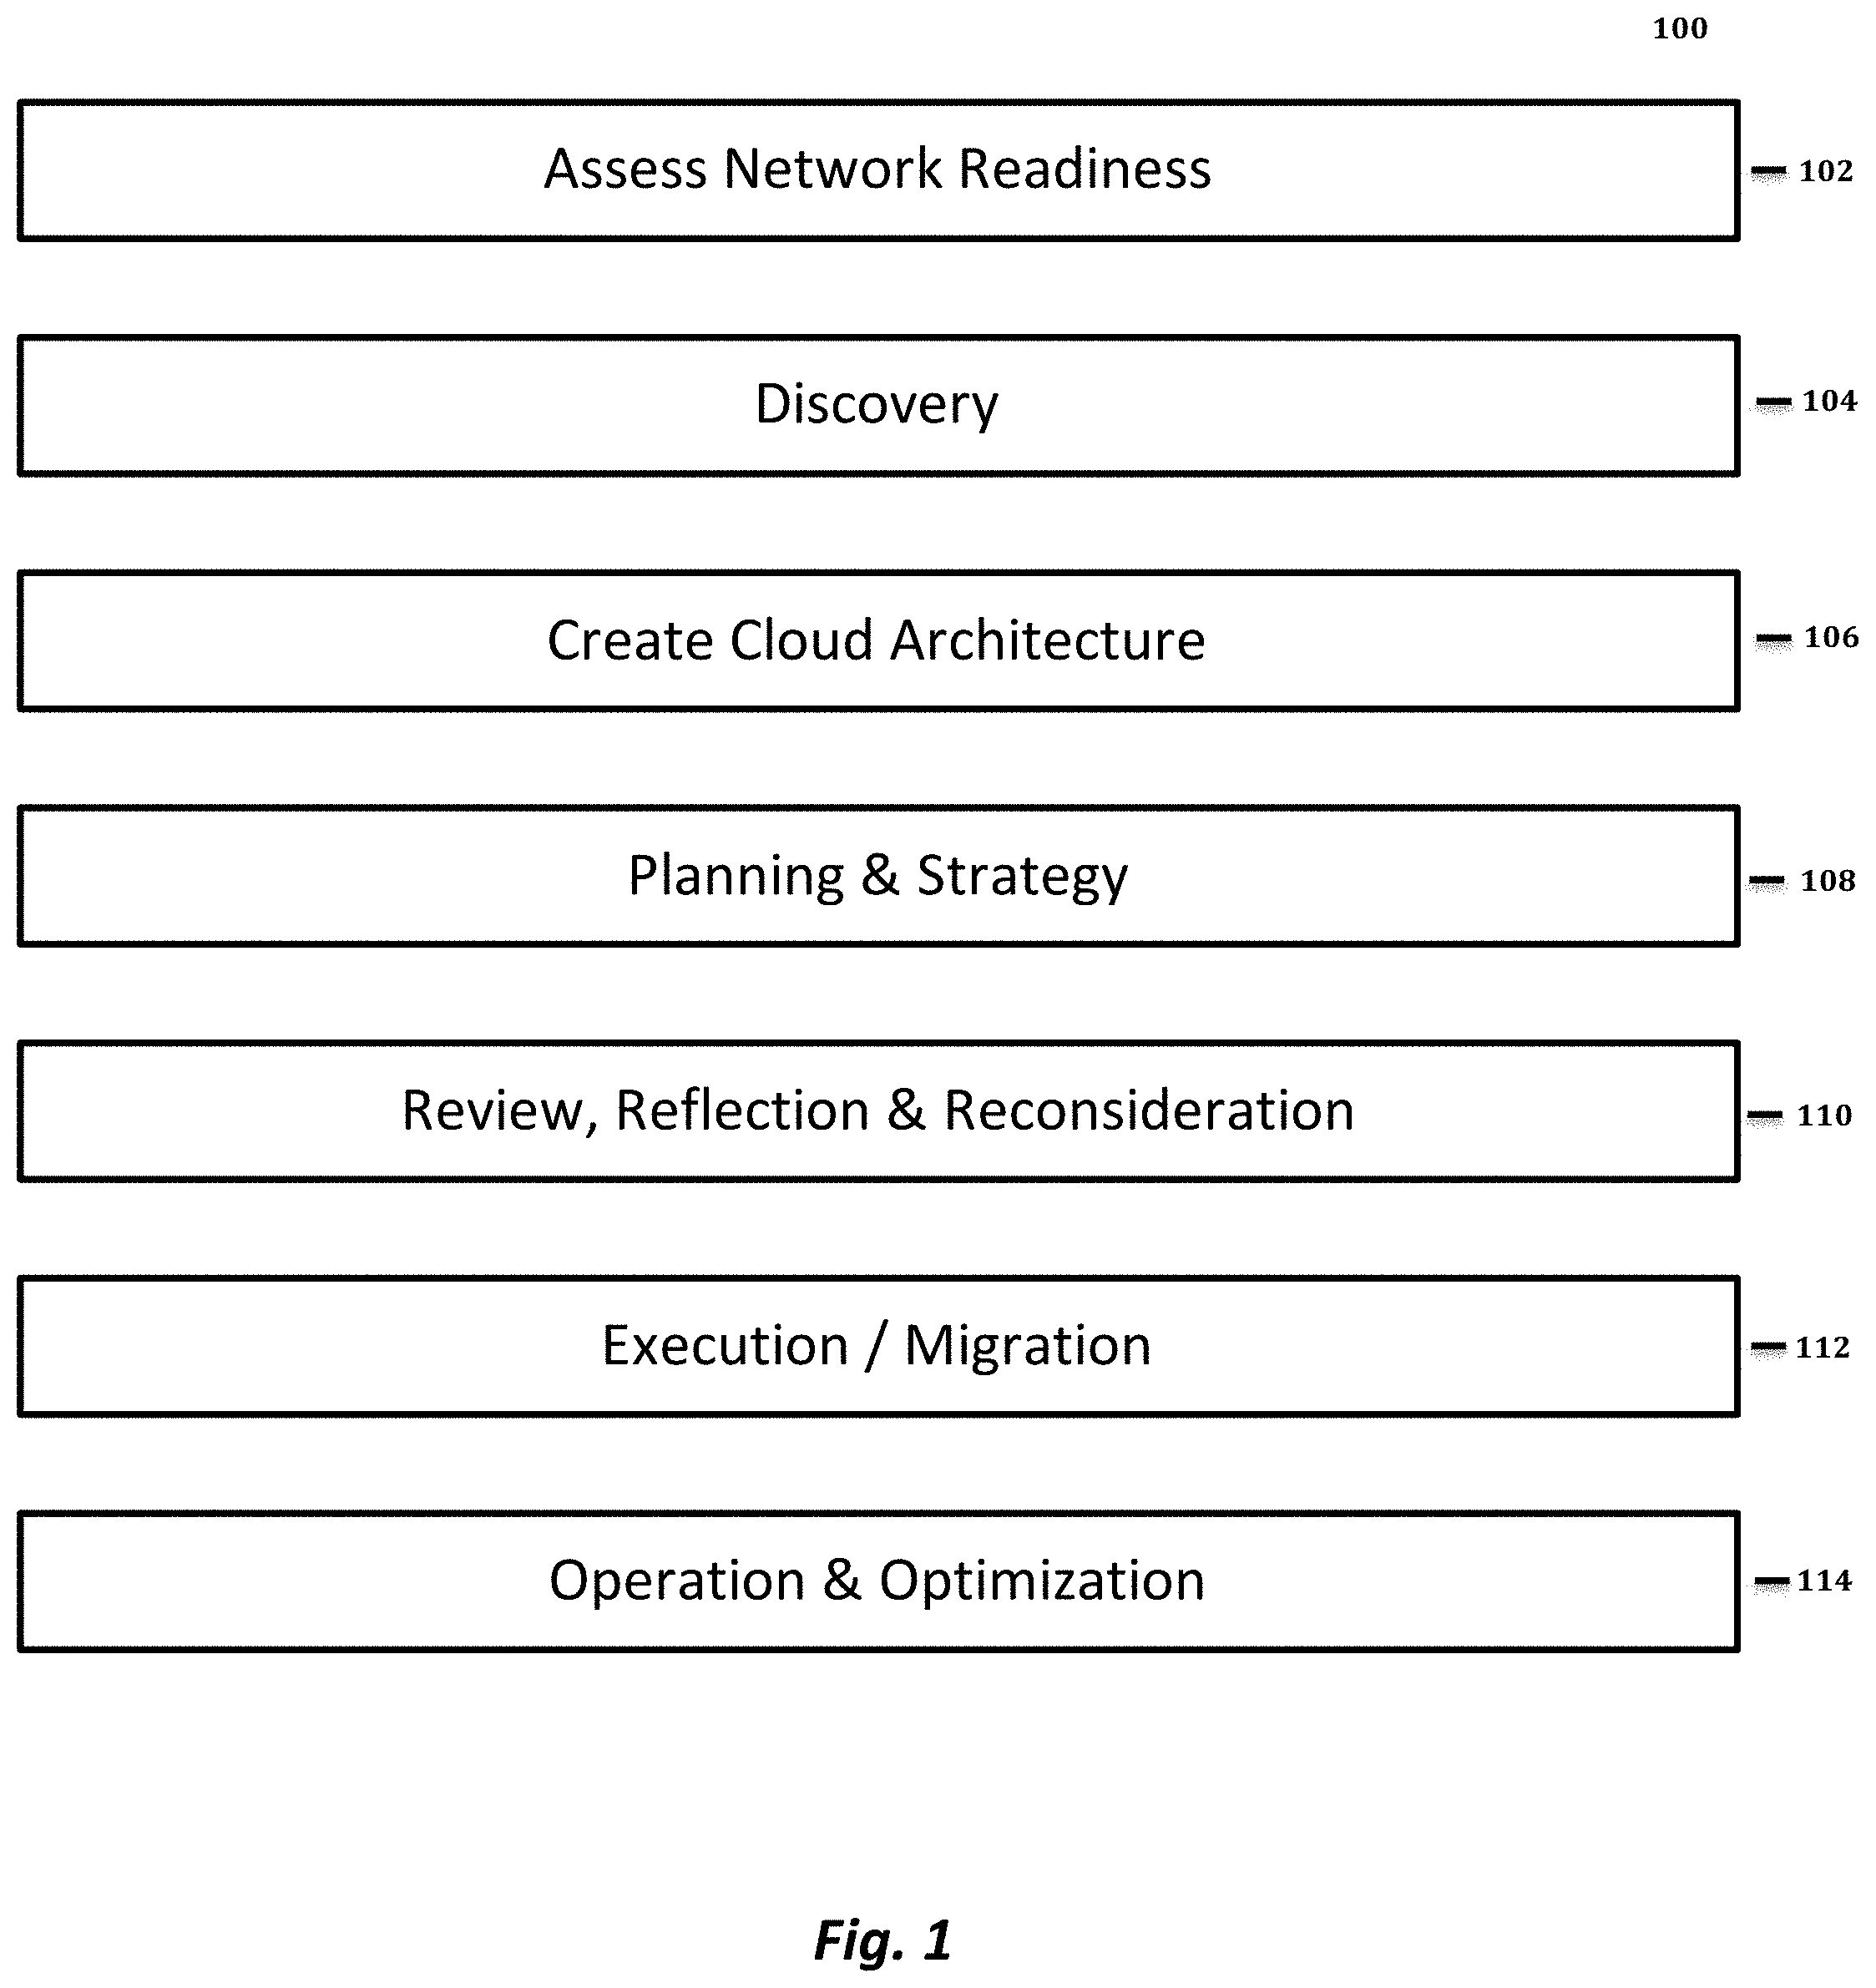 100
Assess Network Readiness 102
Discovery 104
Create Cloud Architecture 106
Planning & Strategy 108
Review, Reflection & Reconsideration 110
Execution / Migration 112
Operation & Optimization 114
Fig. 1